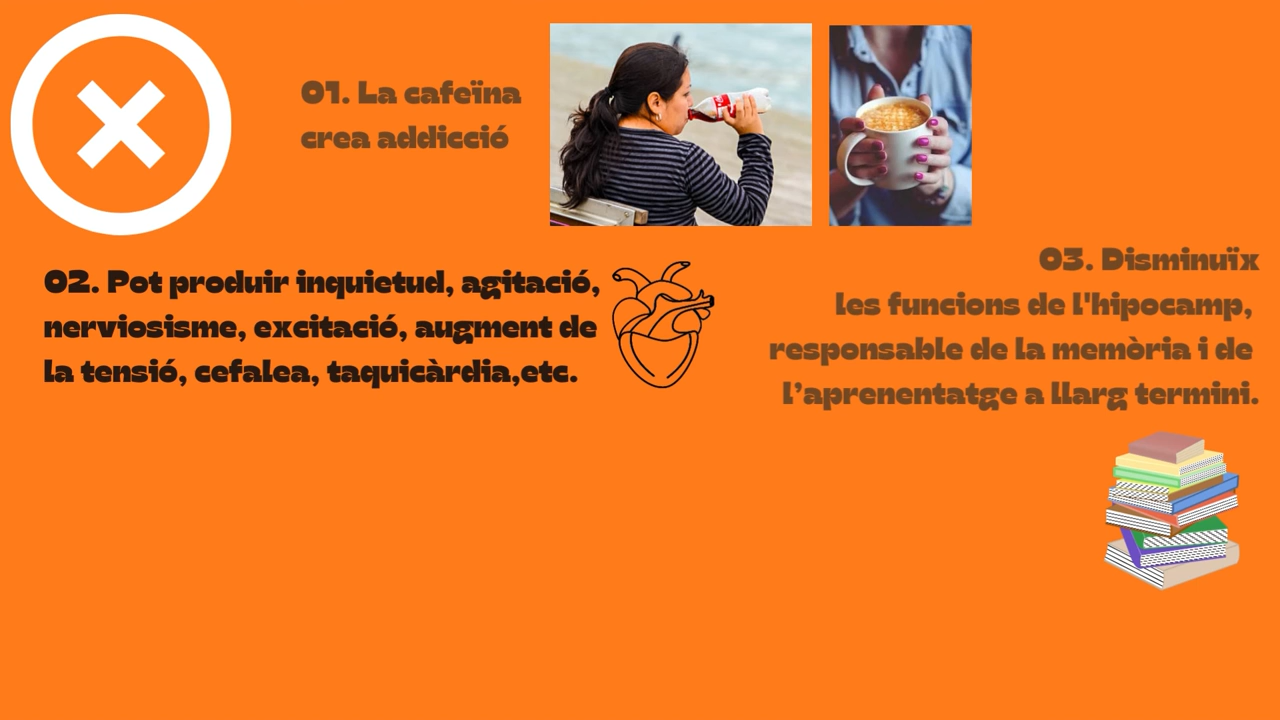 01. La cafeïna
crea addicció
02. Pot produir inquietud, agitació,
nerviosisme, excitació, augment de
la tensió, cefalea, taquicàrdia,etc.
03. Disminuïx
les funcions de l'hipocamp,
responsable de la memòria i de
l’aprenentatge a llarg termini.